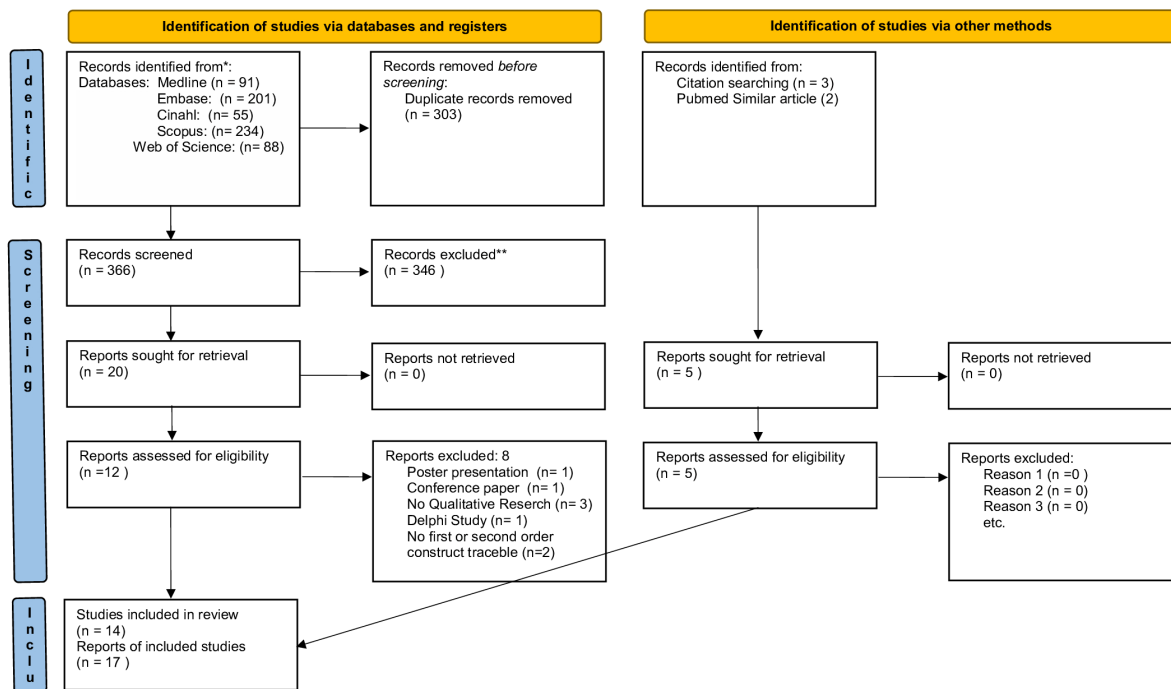 Identification of studies via databases and registers
Identification of studies via other methods
Identific
Records identified from*:
Databases: Medline (n = 91)
Embase: (n = 201)
Cinahl: (n= 55)
Scopus: (n= 234)
Web of Science: (n= 88)
Records removed before
screening:
Duplicate records removed
(n = 303)
Records identified from:
Citation searching (n = 3)
Pubmed Similar article (2)
Screening
Records screened
(n = 366)
Records excluded**
(n = 346 )
Reports sought for retrieval
(n = 20)
Reports not retrieved
(n = 0)
Reports sought for retrieval
(n = 5 )
Reports not retrieved
(n = 0)
Reports assessed for eligibility
(n =12 )
Reports excluded: 8
Poster presentation (n= 1)
Conference paper (n= 1)
No Qualitative Reserch (n= 3)
Delphi Study (n= 1)
No first or second order
construct traceble (n=2)
Reports assessed for eligibility
(n = 5)
Reports excluded:
Reason 1 (n =0 )
Reason 2 (n = 0)
Reason 3 (n = 0)
etc.
Inclu
Studies included in review
(n = 14)
Reports of included studies
(n = 17 )